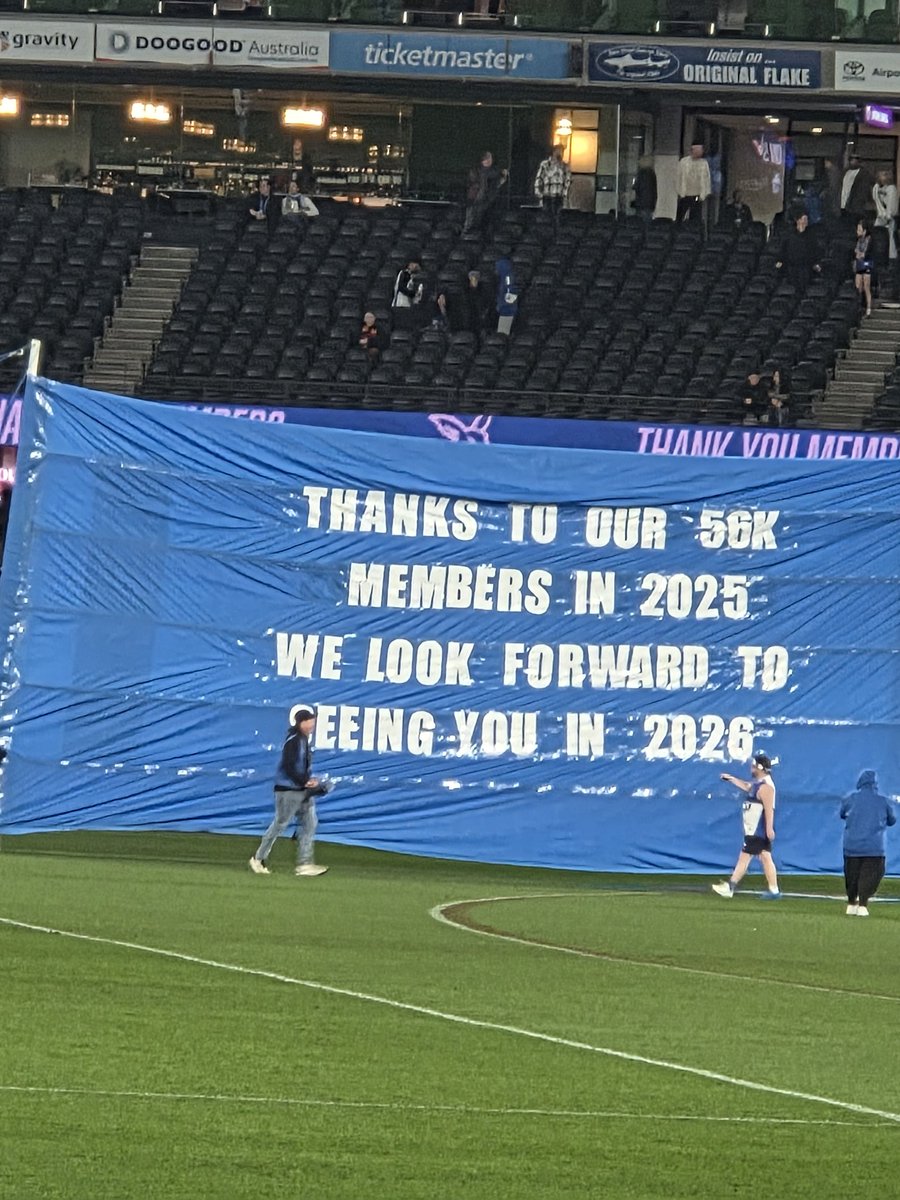 gravity
DOOGOOD Australia
ticketmaster
Insist on...
ORIGINAL FLAKE
THANK YOU MEMB
THANKS TO OUR 56K
MEMBERS IN 2025
WE LOOK FORWARD TO
SEEING YOU IN 2026